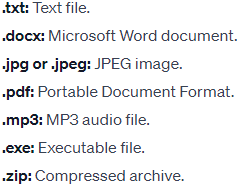 .txt: Text file.
.docx: Microsoft Word document.
.jpg or .jpeg: JPEG image.
.pdf: Portable Document Format.
.mp3: MP3 audio file.
.exe: Executable file.
.zip: Compressed archive.